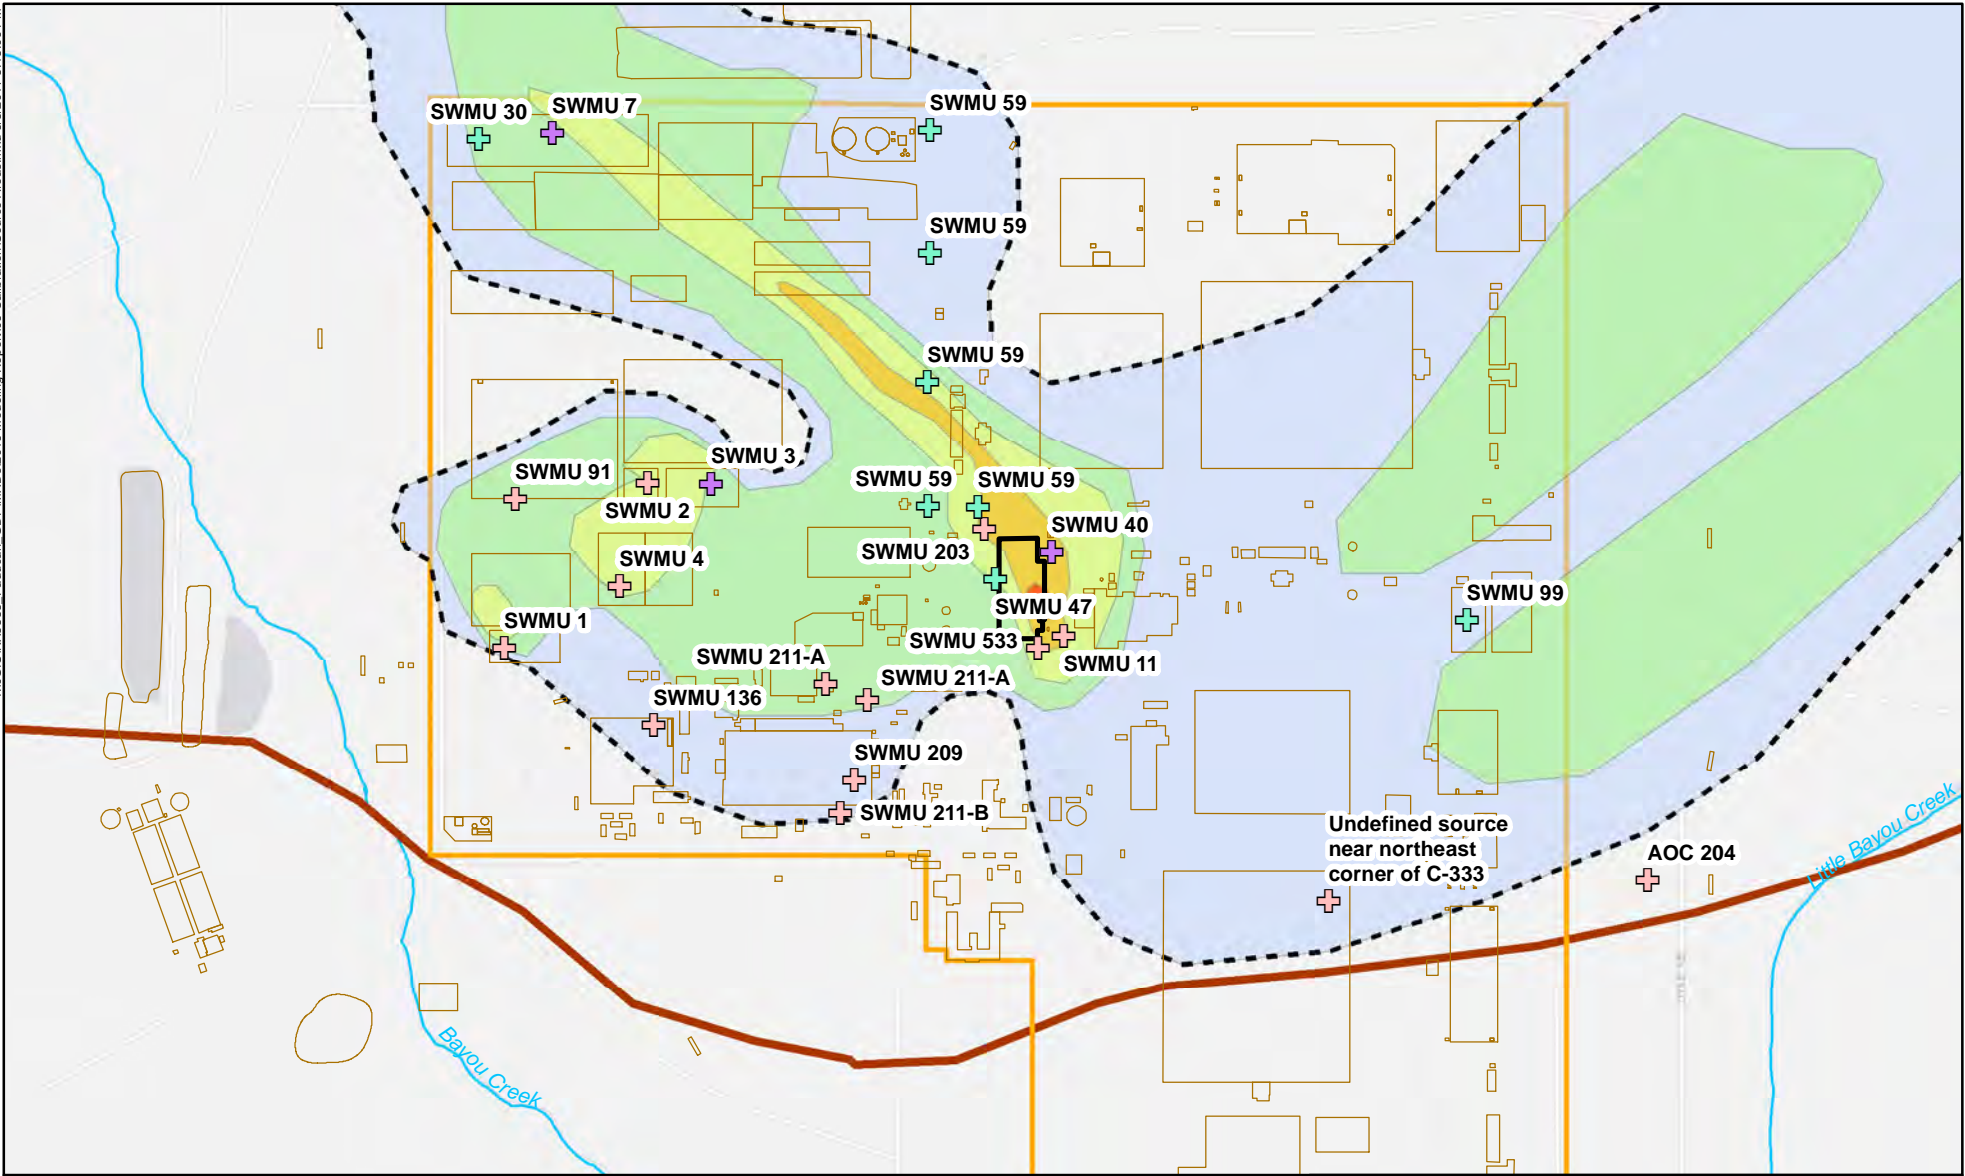 SWMU 30
SWMU 7
SWMU 59
SWMU 59
SWMU 59
SWMU 91
SWMU 3
SWMU 2
SWMU 59
SWMU 59
SWMU 40
SWMU 203
SWMU 4
SWMU 47
SWMU 99
SWMU 1
SWMU 533
SWMU 11
SWMU 211-A
SWMU 211-A
SWMU 136
SWMU 209
SWMU 211-B
Undefined source
near northeast
corner of C-333
AOC 204
Little Bayou Creek
Bayou Creek